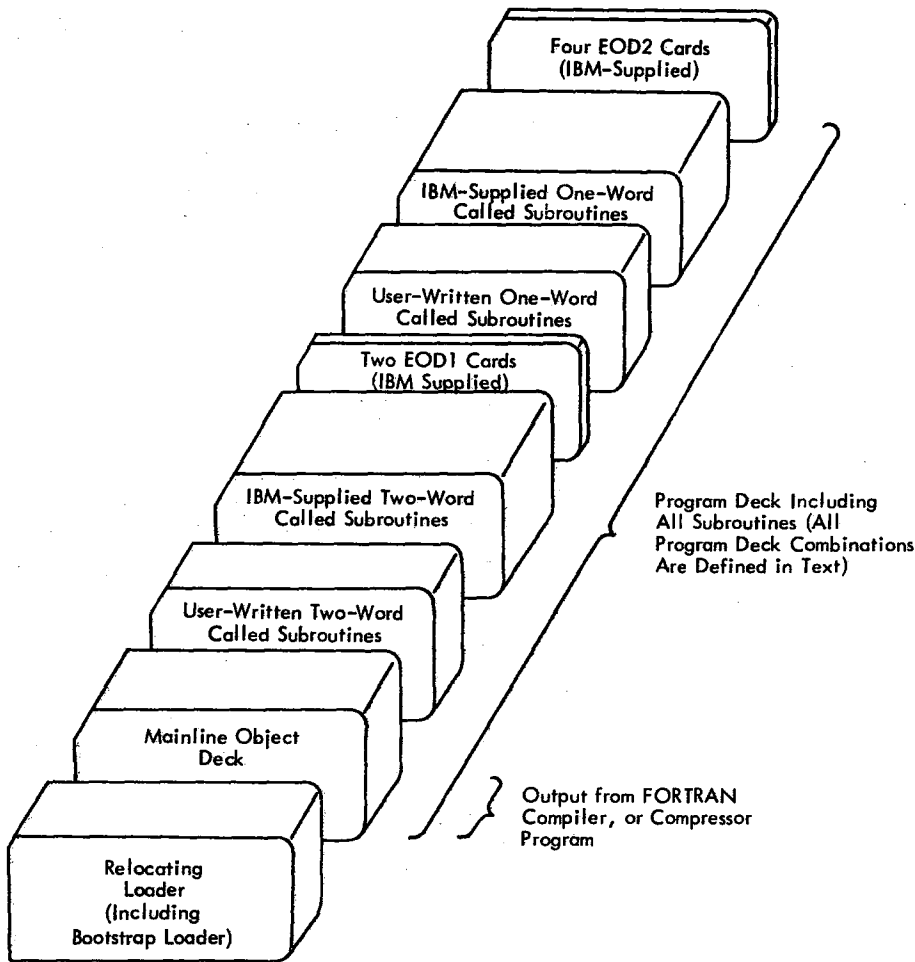 Four EOD2 Cards
(IBM-Supplied)
IBM-Supplied One-Word
Called Subroutines
User-Written One-Word
Called Subroutines
Two EOD1 Cards
(IBM Supplied)
IBM-Supplied Two-Word
Called Subroutines
User-Written Two-Word
Called Subroutines
Mainline Object
Deck
Relocating
Loader
(Including
Bootstrap Loader)
Program Deck Including
All Subroutines (All
Program Deck Combinations
Are Defined in Text)
Output from FORTRAN
Compiler, or Compressor
Program